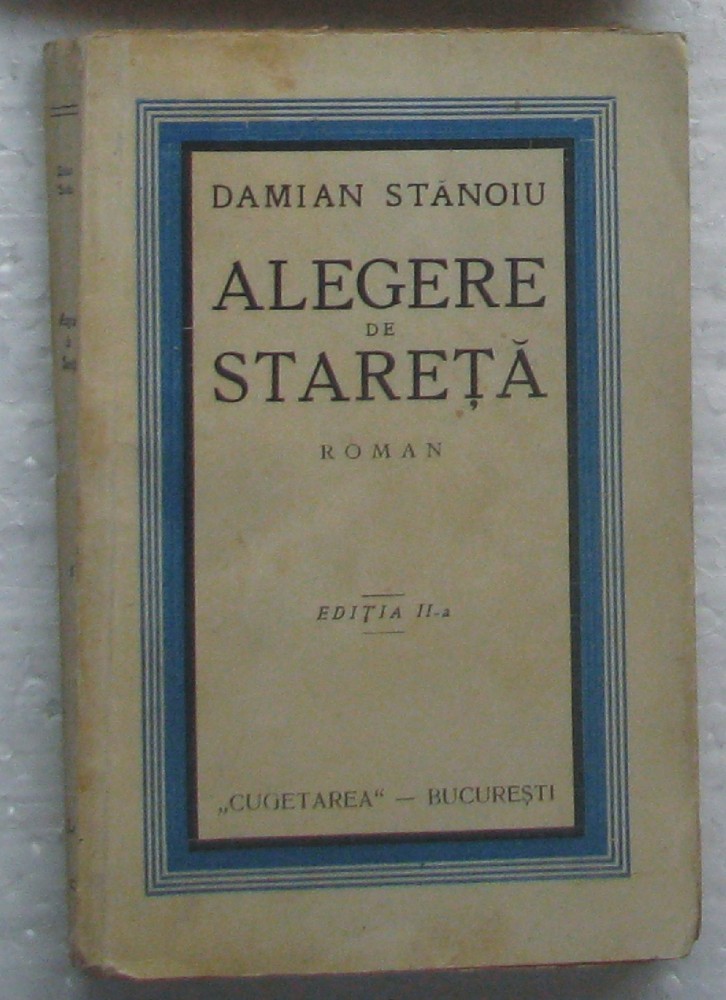 DAMIAN STĂNOIU
ALEGERE
DE
STAREȚĂ
ROMAN
EDIȚIA II-a
„CUGETAREA“ — BUCUREȘTI